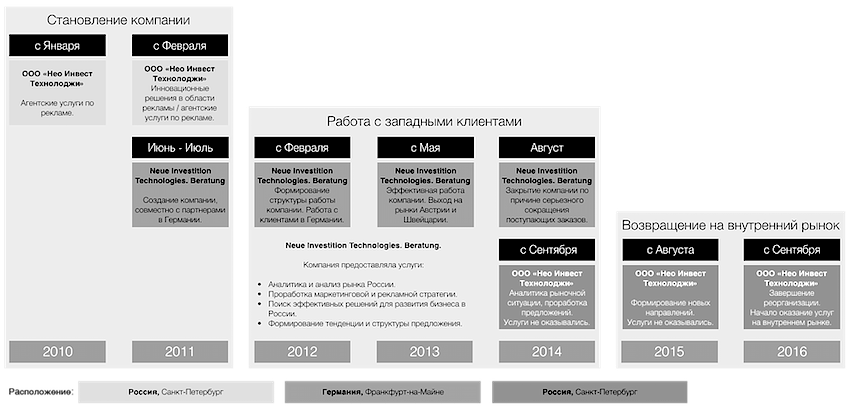 Становление компании
с Января
ООО «Нео Инвест
Технолоджи»
Агентские услуги по
рекламе.
с Февраля
ООО «Нео Инвест
Технолоджи»
Инновационные
решения в области
рекламы / агентские
услуги по рекламе.
Июнь - Июль
Neue Investition
Technologies. Beratung
Создание компании,
совместно с партнерами
в Германии.
2010
2011
Работа с западными клиентами
с Февраля
Neue Investition
Technologies. Beratung
Формирование
структуры работы
компании. Работа с
клиентами в Германии.
с Мая
Neue Investition
Technologies. Beratung
Эффективная работа
компании. Выход на
рынки Австрии и
Швейцарии.
Август
Neue Investition
Technologies. Beratung
Закрытие компании по
причине серьезного
сокращения
поступающих заказов.
Neue Investition Technologies. Beratung.
Компания предоставляла услуги:
• Аналитика и анализ рынка России.
• Проработка маркетинговой и рекламной стратегии.
• Поиск эффективных решений для развития бизнеса в
России.
• Формирование тенденции и структуры предложения.
с Сентября
ООО «Нео Инвест
Технолоджи»
Аналитика рыночной
ситуации, проработка
предложений.
Услуги не оказывались.
2012
2013
2014
Возвращение на внутренний рынок
с Августа
ООО «Нео Инвест
Технолоджи»
Формирование новых
направлений.
Услуги не оказывались.
с Сентября
ООО «Нео Инвест
Технолоджи»
Завершение
реорганизации.
Начало оказание услуг
на внутреннем рынке.
2015
2016
Расположение:
Россия, Санкт-Петербург
Германия, Франкфурт-на-Майне
Россия, Санкт-Петербург